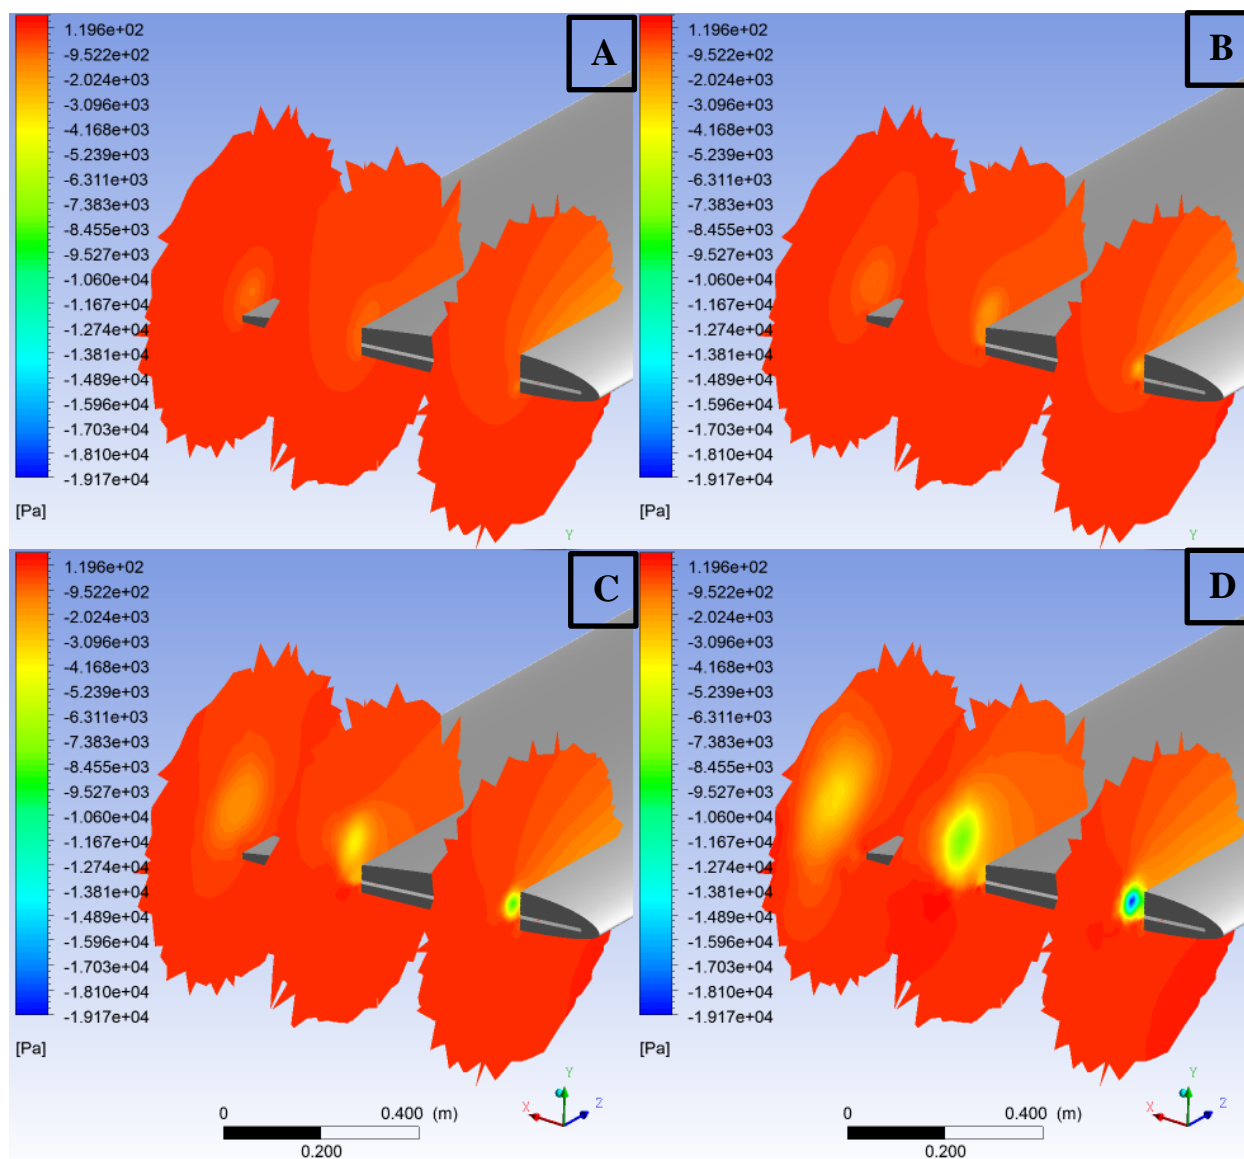 A
1.196e+02
-9.522e+02
-2.024e+03
-3.096e+03
-4.168e+03
-5.239e+03
-6.311e+03
-7.383e+03
-8.455e+03
-9.527e+03
-1.060e+04
-1.167e+04
-1.274e+04
-1.381e+04
-1.489e+04
-1.596e+04
-1.703e+04
-1.810e+04
-1.917e+04
[Pa]
Y
B
1.196e+02
-9.522e+02
-2.024e+03
-3.096e+03
-4.168e+03
-5.239e+03
-6.311e+03
-7.383e+03
-8.455e+03
-9.527e+03
-1.060e+04
-1.167e+04
-1.274e+04
-1.381e+04
-1.489e+04
-1.596e+04
-1.703e+04
-1.810e+04
-1.917e+04
[Pa]
Y
C
1.196e+02
-9.522e+02
-2.024e+03
-3.096e+03
-4.168e+03
-5.239e+03
-6.311e+03
-7.383e+03
-8.455e+03
-9.527e+03
-1.060e+04
-1.167e+04
-1.274e+04
-1.381e+04
-1.489e+04
-1.596e+04
-1.703e+04
-1.810e+04
-1.917e+04
[Pa]
0 0.400 (m)
0.200
Y
X Z
D
1.196e+02
-9.522e+02
-2.024e+03
-3.096e+03
-4.168e+03
-5.239e+03
-6.311e+03
-7.383e+03
-8.455e+03
-9.527e+03
-1.060e+04
-1.167e+04
-1.274e+04
-1.381e+04
-1.489e+04
-1.596e+04
-1.703e+04
-1.810e+04
-1.917e+04
[Pa]
0 0.400 (m)
0.200
Y
X Z